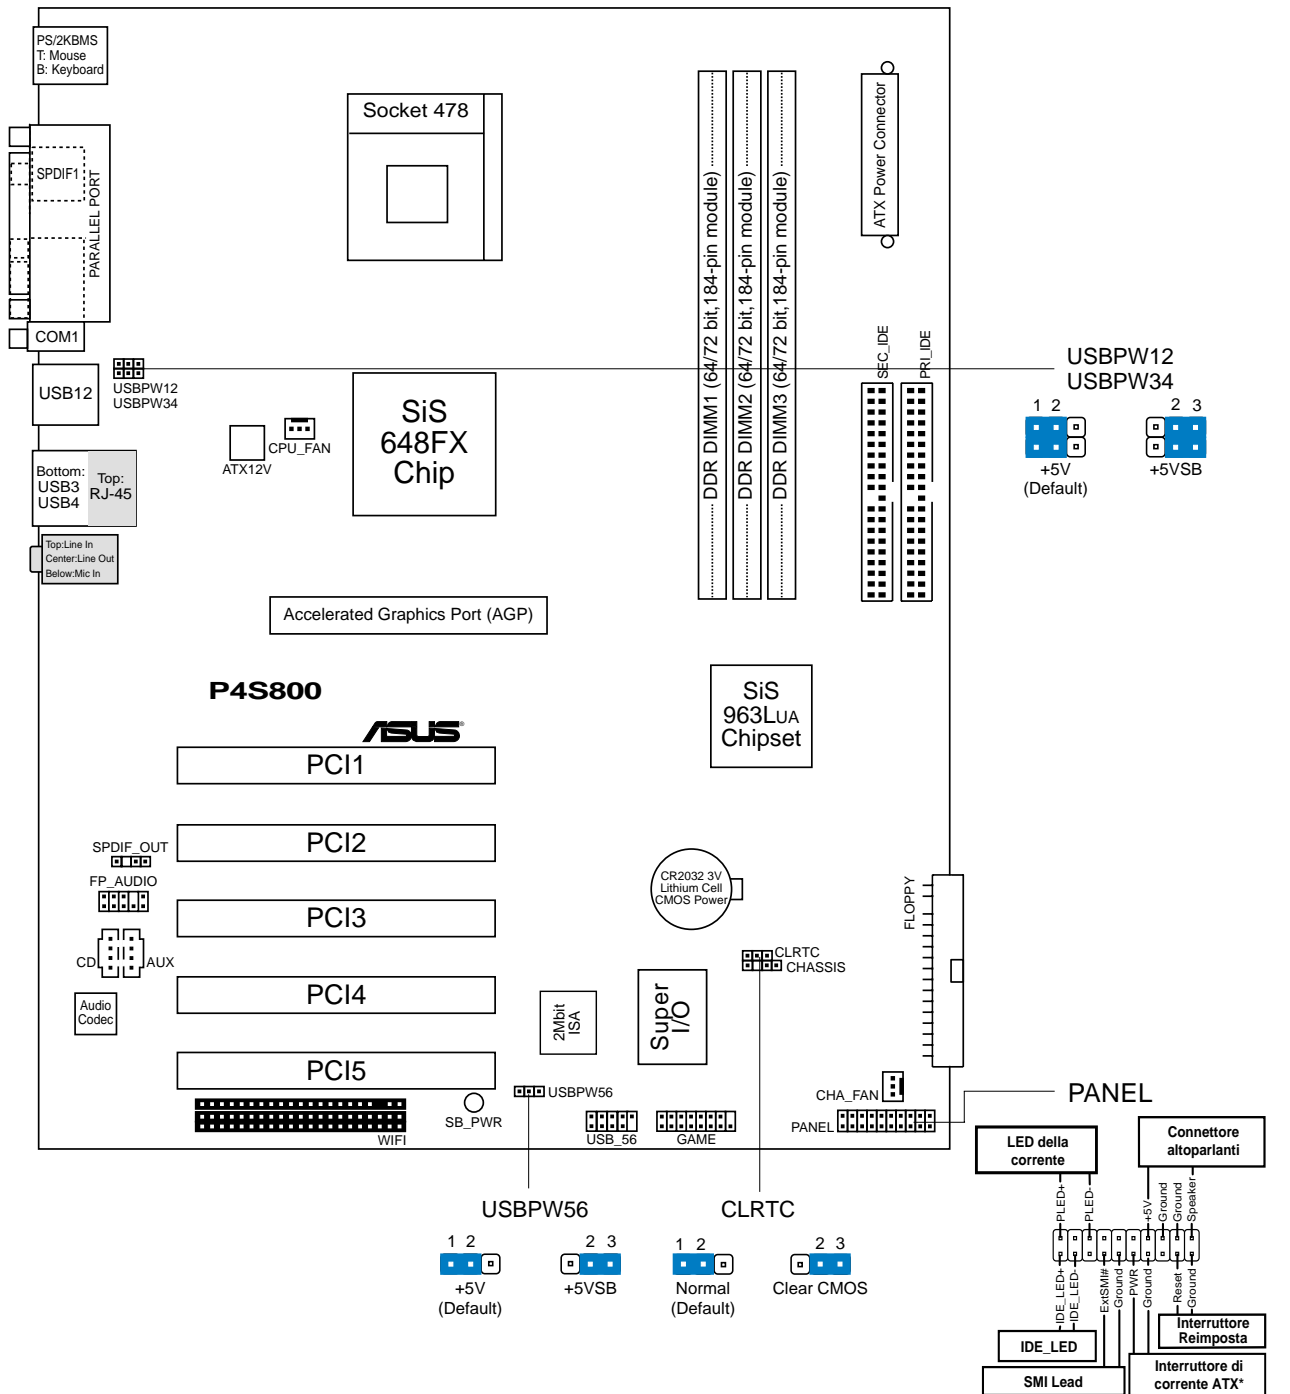 PS/2KBMS
T: Mouse
B: Keyboard
SPDIF1
PARALLEL PORT
COM1
USB12
USBPW12
USBPW34
Bottom:
USB3
USB4
Top:
RJ-45
Top:Line In
Center:Line Out
Below:Mic In
Socket 478
ATX12V
CPU_FAN
SiS
648FX
Chip
DDR DIMM1 (64/72 bit,184-pin module)
DDR DIMM2 (64/72 bit,184-pin module)
DDR DIMM3 (64/72 bit,184-pin module)
ATX Power Connector
SEC_IDE
PRI_IDE
USBPW12
USBPW34
1 2
+5V
(Default)
2 3
+5VSB
Accelerated Graphics Port (AGP)
P4S800
ASUS®
SiS
963LUA
Chipset
PCI1
PCI2
PCI3
PCI4
PCI5
SPDIF_OUT
FP_AUDIO
CD
AUX
Audio
Codec
CR2032 3V
Lithium Cell
CMOS Power
FLOPPY
CLRTC
CHASSIS
2Mbit
ISA
Super
I/O
USBPW56
SB_PWR
WIFI
USB_56
GAME
CHA_FAN
PANEL
PANEL
USBPW56
1 2
+5V
(Default)
2 3
+5VSB
CLRTC
1 2
Normal
(Default)
2 3
Clear CMOS
LED della
corrente
Connettore
altoparlanti
PLED+
PLED-
+5V
Ground
Ground
Speaker
IDE_LED+
IDE_LED-
ExtSMI#
Ground
PWR
Ground
Reset
Ground
Interruttore
Reimposta
IDE_LED
SMI Lead
Interruttore di
corrente ATX*